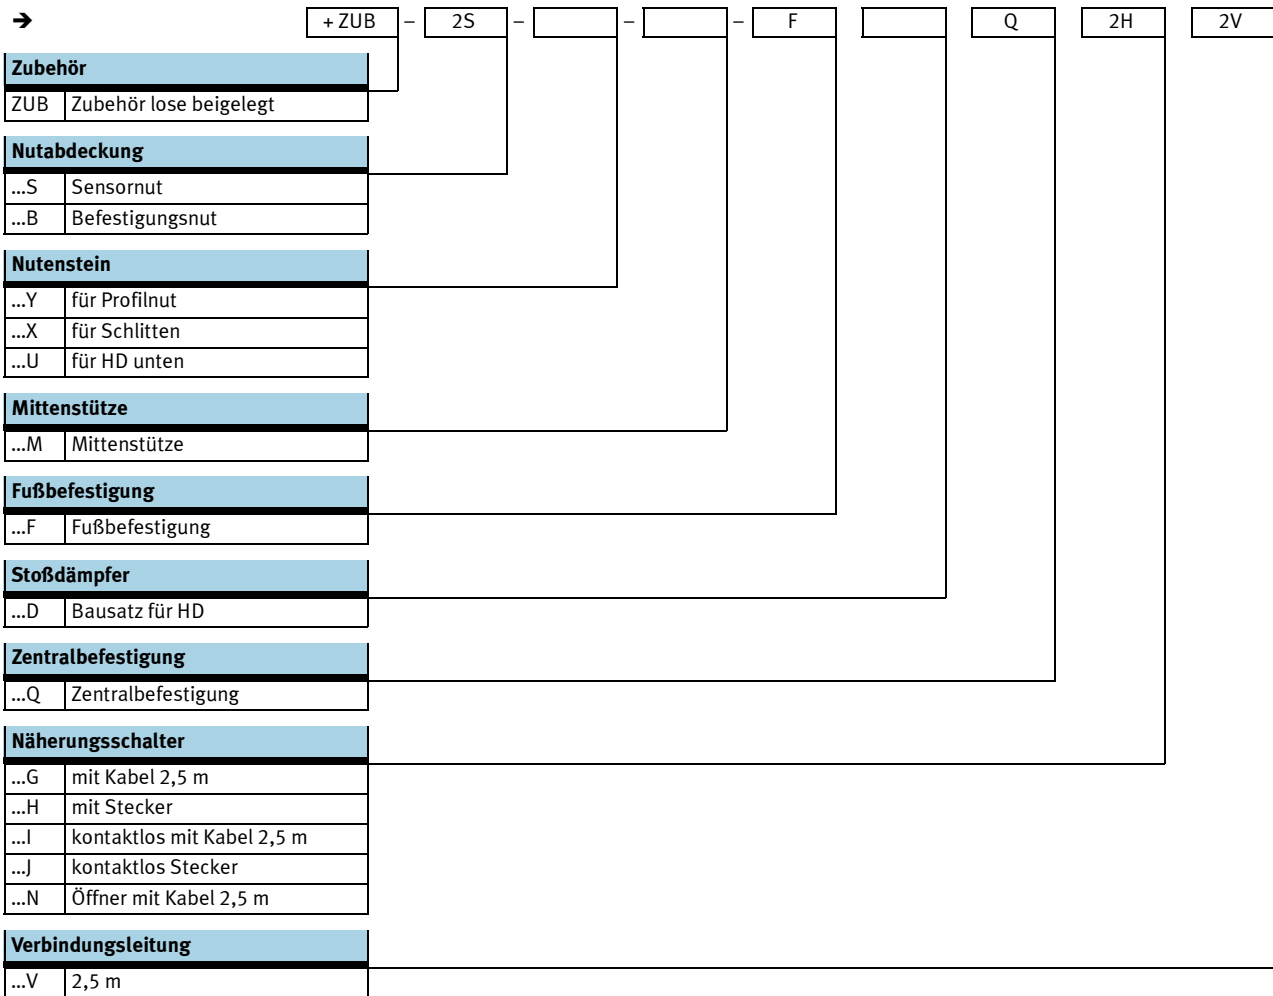 ➔ + ZUB – 2S – – – F Q 2H 2V
Zubehör
ZUB Zubehör lose beigelegt
Nutabdeckung
...S Sensornut
...B Befestigungsnut
Nutenstein
...Y für Profilnut
...X für Schlitten
...U für HD unten
Mittenstütze
...M Mittenstütze
Fußbefestigung
...F Fußbefestigung
Stoßdämpfer
...D Bausatz für HD
Zentralbefestigung
...Q Zentralbefestigung
Näherungsschalter
...G mit Kabel 2,5 m
...H mit Stecker
...I kontaktlos mit Kabel 2,5 m
...J kontaktlos Stecker
...N Öffner mit Kabel 2,5 m
Verbindungsleitung
...V 2,5 m